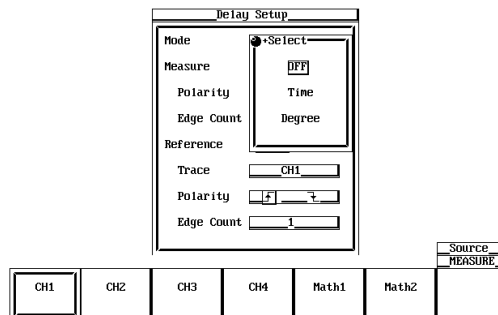 Delay Setup
Mode
+Select
Measure
OFF
Polarity
Time
Edge Count
Degree
Reference
Trace
CH1
Polarity
Edge Count
1
Source
MEASURE
CH1
CH2
CH3
CH4
Math1
Math2